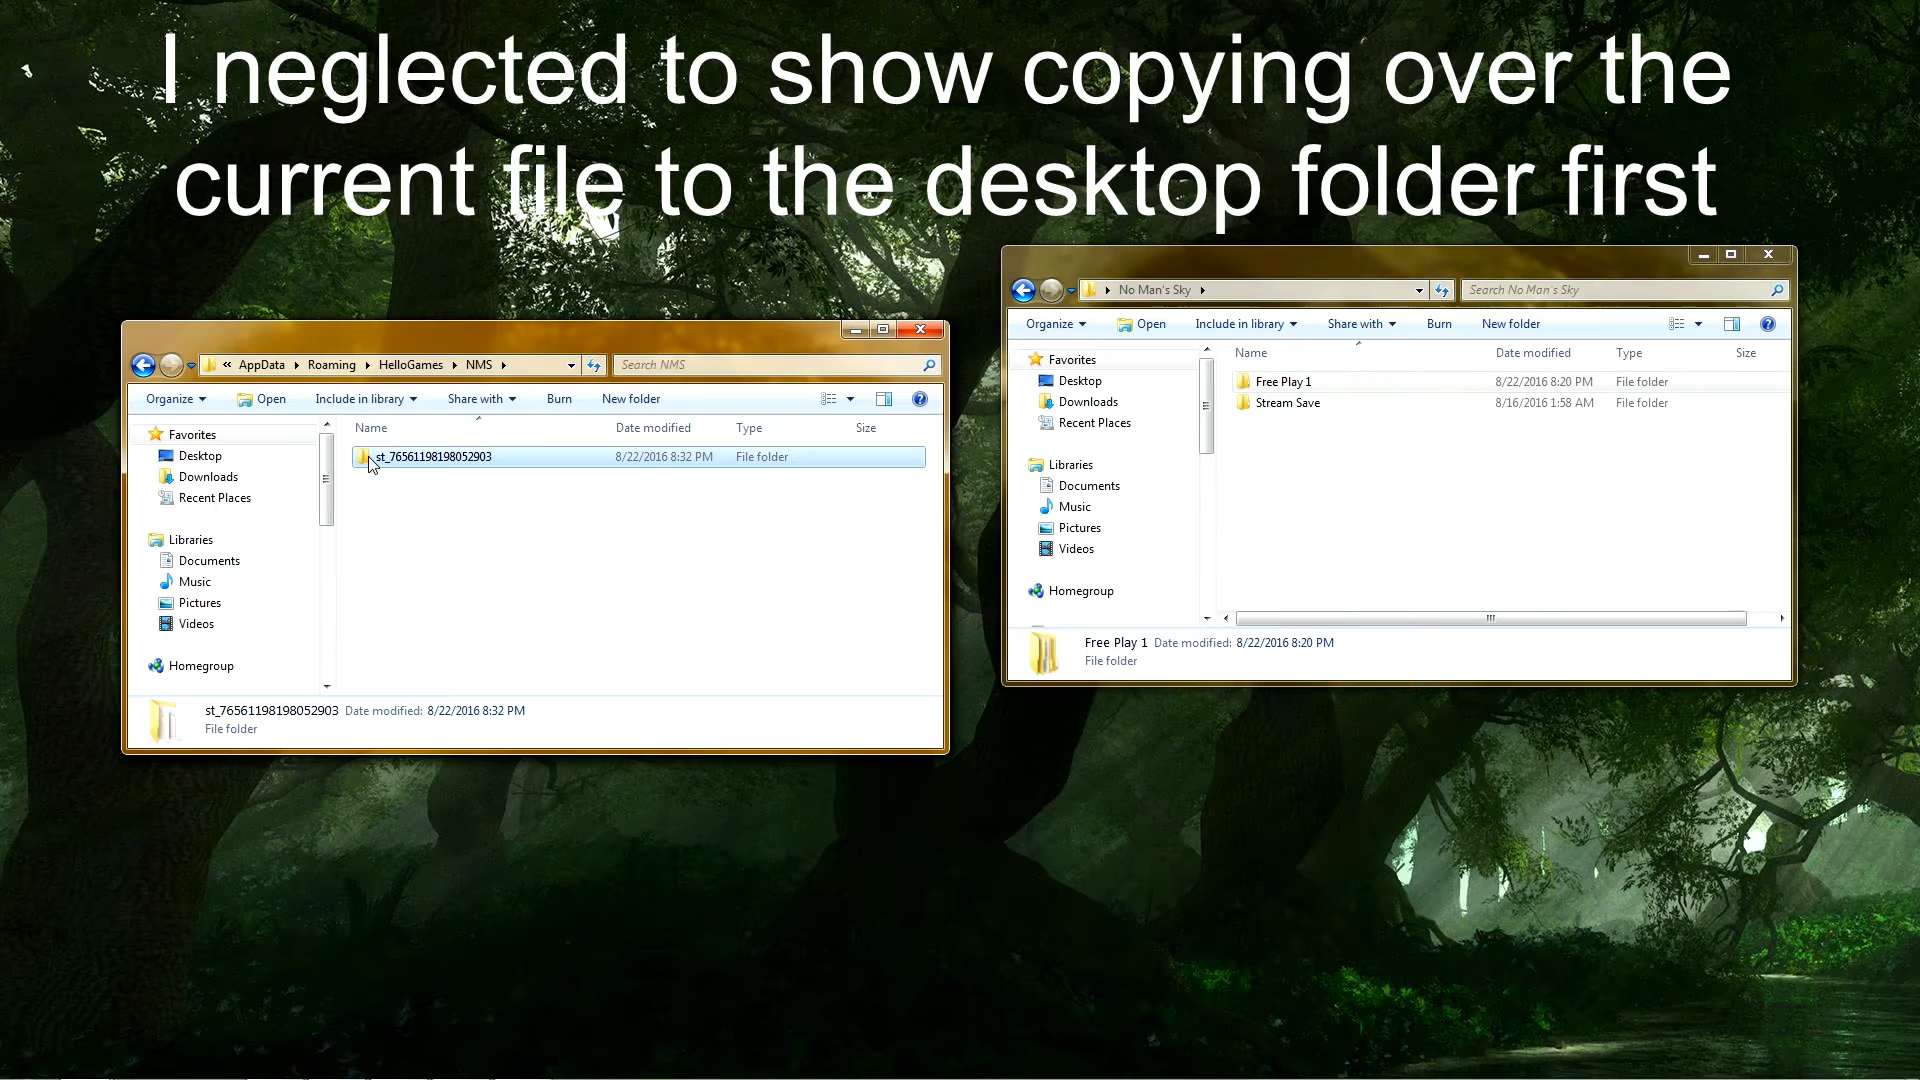 I neglected to show copying over the
current file to the desktop folder first
« AppData Roaming HelloGames NMS
Search NMS
Organize Open Include in library Share with Burn New folder
Favorites
Desktop
Downloads
Recent Places
Libraries
Documents
Music
Pictures
Videos
Homegroup
Name Date modified Type Size
st_76561198198052903 8/22/2016 8:32 PM File folder
st_76561198198052903 Date modified: 8/22/2016 8:32 PM
File folder
No Man's Sky
Search No Man's Sky
Organize Open Include in library Share with Burn New folder
Favorites
Desktop
Downloads
Recent Places
Libraries
Documents
Music
Pictures
Videos
Homegroup
Name Date modified Type Size
Free Play 1 8/22/2016 8:20 PM File folder
Stream Save 8/16/2016 1:58 AM File folder
Free Play 1 Date modified: 8/22/2016 8:20 PM
File folder